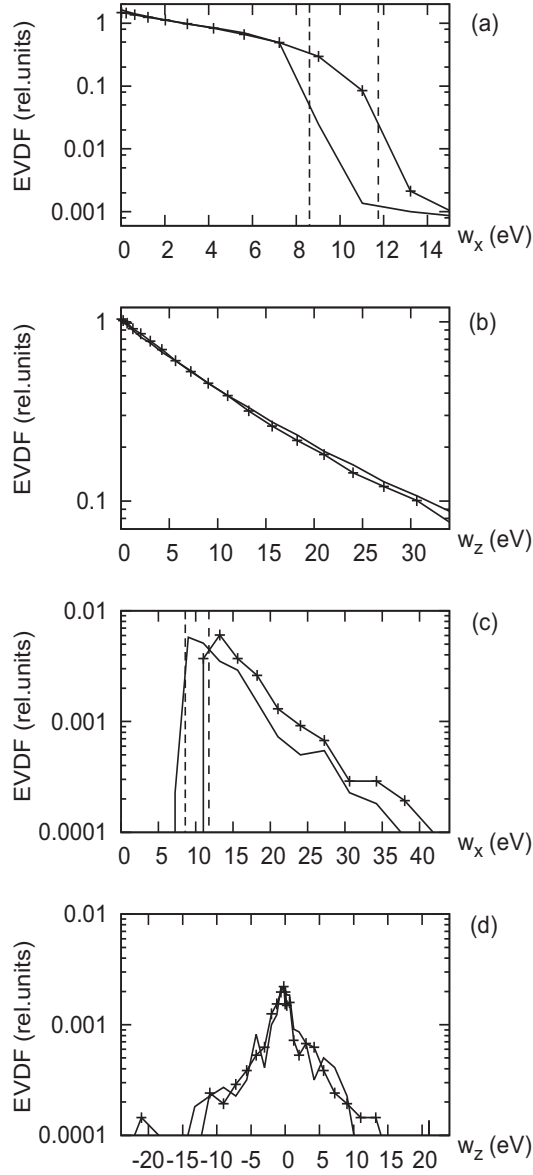 (a)
EVDF (rel.units)
1
0.1
0.01
0.001
0 2 4 6 8 10 12 14
w_x (eV)
(b)
EVDF (rel.units)
1
0.1
0 5 10 15 20 25 30
w_z (eV)
(c)
EVDF (rel.units)
0.01
0.001
0.0001
0 5 10 15 20 25 30 35 40
w_x (eV)
(d)
EVDF (rel.units)
0.01
0.001
0.0001
-20 -15 -10 -5 0 5 10 15 20
w_z (eV)